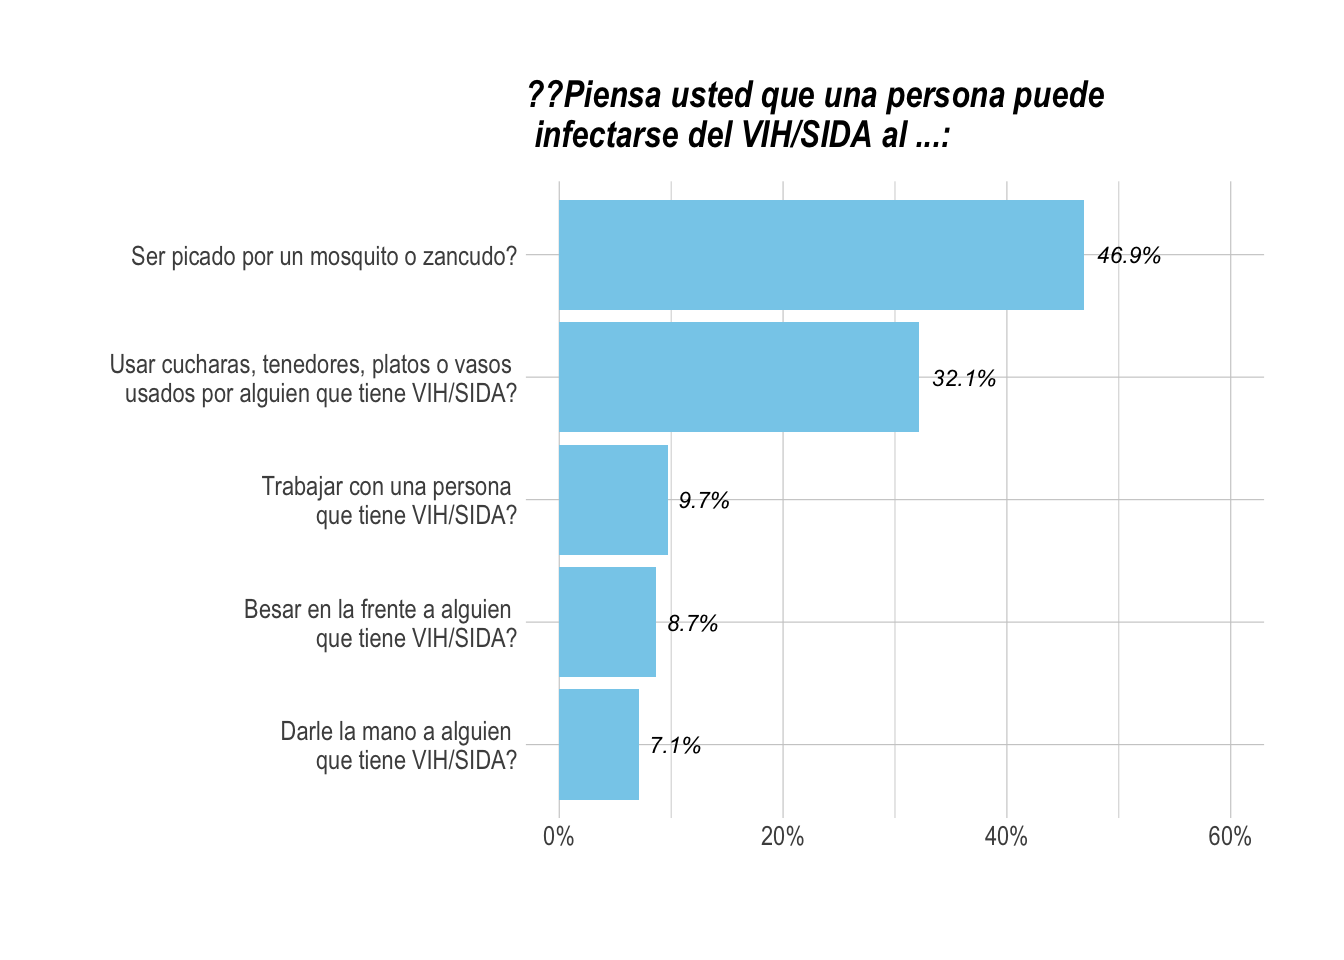 ??Piensa usted que una persona puede
infectarse del VIH/SIDA al ...:
Ser picado por un mosquito o zancudo?
46.9%
Usar cucharas, tenedores, platos o vasos
usados por alguien que tiene VIH/SIDA?
32.1%
Trabajar con una persona
que tiene VIH/SIDA?
9.7%
Besar en la frente a alguien
que tiene VIH/SIDA?
8.7%
Darle la mano a alguien
que tiene VIH/SIDA?
7.1%
0% 20% 40% 60%